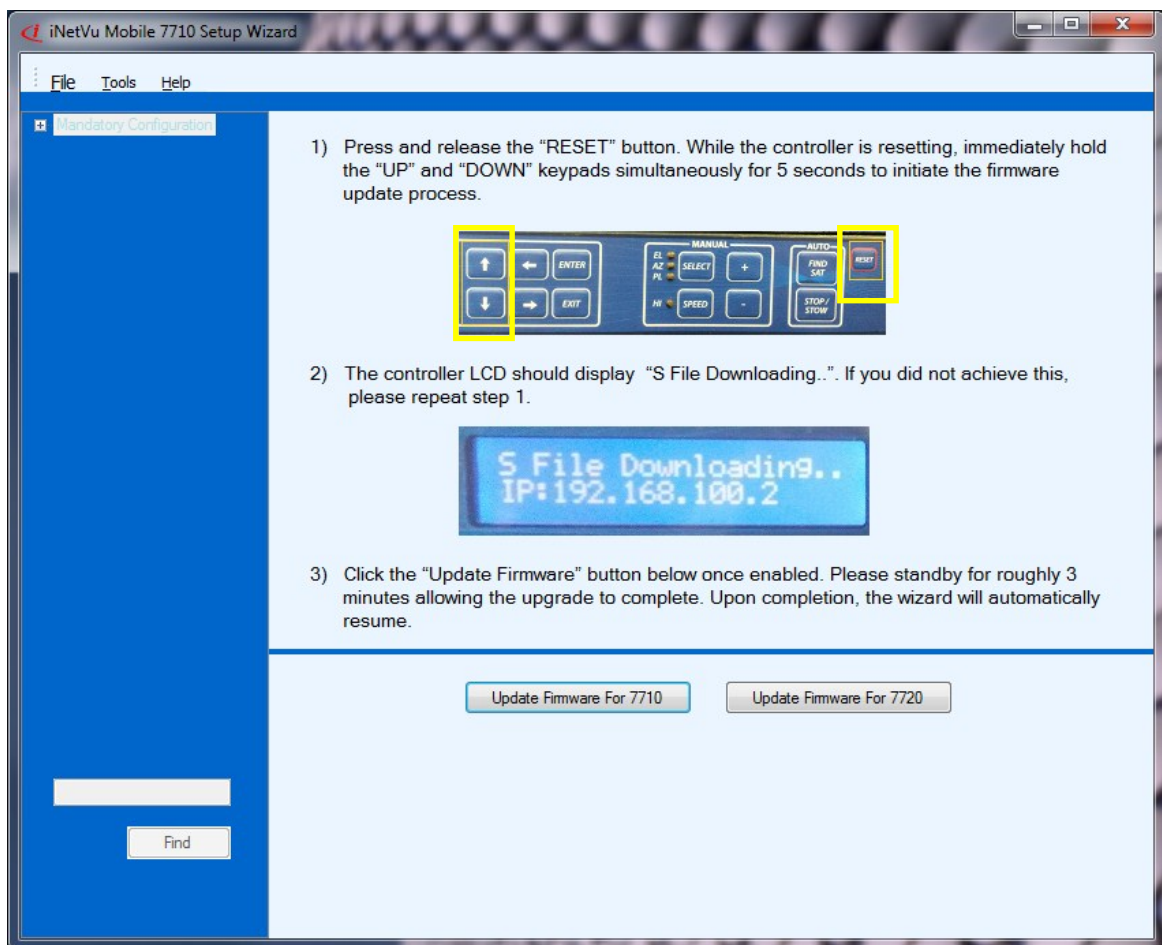 iNetVu Mobile 7710 Setup Wizard
File Tools Help
Mandatory Configuration
1) Press and release the “RESET” button. While the controller is resetting, immediately hold
the “UP” and “DOWN” keypads simultaneously for 5 seconds to initiate the firmware
update process.
MANUAL
AUTO
ENTER
EL
AZ
PL
SELECT
+
FIND
SAT
RESET
EXIT
HI
SPEED
-
STOP/
STOW
2) The controller LCD should display “S File Downloading..”. If you did not achieve this,
please repeat step 1.
S File Downloading..
IP:192.168.100.2
3) Click the “Update Firmware” button below once enabled. Please standby for roughly 3
minutes allowing the upgrade to complete. Upon completion, the wizard will automatically
resume.
Update Firmware For 7710 Update Firmware For 7720
Find